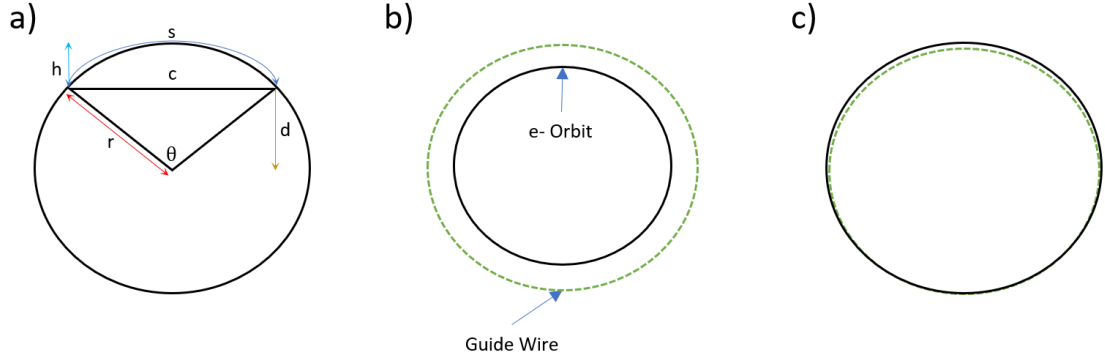 a)
s
h
c
r
d
θ
b)
e- Orbit
Guide Wire
c)